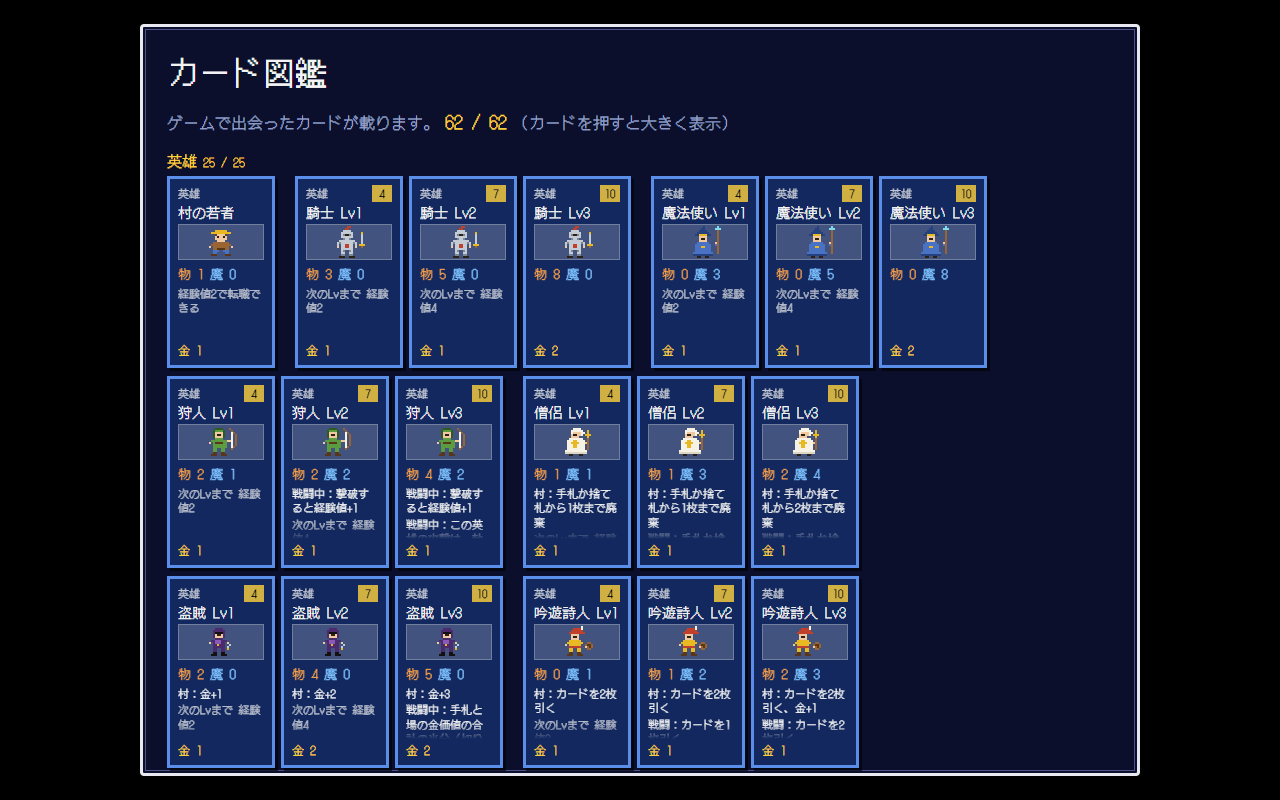 カード図鑑
ゲームで出会ったカードが載ります。 62 / 62 （カードを押すと大きく表示）
英雄 25 / 25
英雄
村の若者
物 1 魔 0
経験値2で転職で
きる
金 1
英雄 4
騎士 Lv1
物 3 魔 0
次のLvまで 経験
値2
金 1
英雄 7
騎士 Lv2
物 5 魔 0
次のLvまで 経験
値4
金 1
英雄 10
騎士 Lv3
物 8 魔 0
金 2
英雄 4
魔法使い Lv1
物 0 魔 3
次のLvまで 経験
値2
金 1
英雄 7
魔法使い Lv2
物 0 魔 5
次のLvまで 経験
値4
金 1
英雄 10
魔法使い Lv3
物 0 魔 8
金 2
英雄 4
狩人 Lv1
物 2 魔 1
次のLvまで 経験
値2
金 1
英雄 7
狩人 Lv2
物 2 魔 2
戦闘中：撃破す
ると経験値+1
次のLvまで 経験
金 1
英雄 10
狩人 Lv3
物 4 魔 2
戦闘中：撃破す
ると経験値+1
戦闘中：この英
金 1
英雄 4
僧侶 Lv1
物 1 魔 1
村：手札か捨て
札から1枚まで廃
棄
次のLvまで 経験
金 1
英雄 7
僧侶 Lv2
物 1 魔 3
村：手札か捨て
札から1枚まで廃
棄
戦闘：手札か捨
金 1
英雄 10
僧侶 Lv3
物 2 魔 4
村：手札か捨て
札から2枚まで廃
棄
戦闘：手札か捨
金 1
英雄 4
盗賊 Lv1
物 2 魔 0
村：金+1
次のLvまで 経験
値2
金 1
英雄 7
盗賊 Lv2
物 4 魔 0
村：金+2
次のLvまで 経験
値4
金 2
英雄 10
盗賊 Lv3
物 5 魔 0
村：金+3
戦闘中：手札と
場の金価値の合
金 2
英雄 4
吟遊詩人 Lv1
物 0 魔 1
村：カードを2枚
引く
次のLvまで 経験
金 1
英雄 7
吟遊詩人 Lv2
物 1 魔 2
村：カードを2枚
引く
戦闘：カードを1
枚引く
金 1
英雄 10
吟遊詩人 Lv3
物 2 魔 3
村：カードを2枚
引く、金+1
戦闘：カードを2
枚引く
金 1